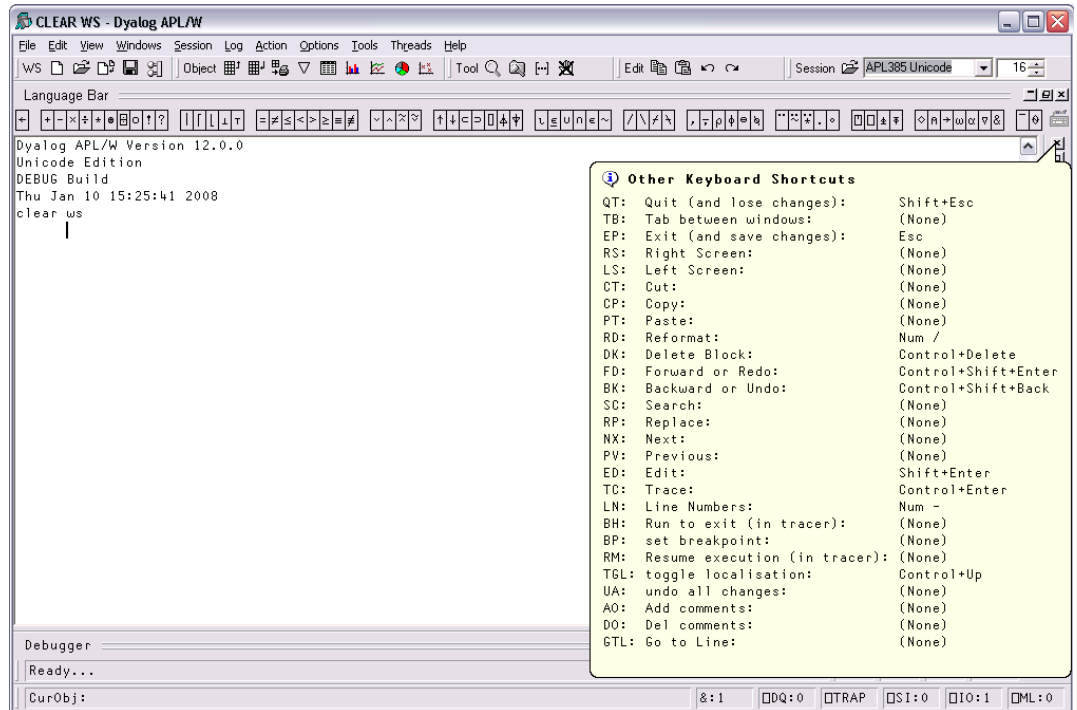 CLEAR WS - Dyalog APL/W
File Edit View Windows Session Log Action Options Tools Threads Help
WS Object Tool Edit Session APL385 Unicode 16
Language Bar
← + - × ÷ * ⍟ ⌹ ○ ! ? | ⌈ ⌊ ⊥ ⊤ = ≠ ≤ < > ≥ ≡ ≢ ∨ ∧ ⍱ ⍲ ↑ ↓ ⊂ ⊃ ⌷ ⍋ ⍒ ⍳ ⍷ ∪ ∩ ∊ ~ / \ ⌿ ⍀ , ⍪ ⍴ ⌽ ⊖ ⍉ ¨ ⍨ ⍣ . ∘ ⍞ ⎕ ⍎ ⍕ ⋄ ⍝ → ⍵ ⍺ ∇ & ¯ ⍬
Dyalog APL/W Version 12.0.0
Unicode Edition
DEBUG Build
Thu Jan 10 15:25:41 2008
clear ws
Other Keyboard Shortcuts
QT: Quit (and lose changes): Shift+Esc
TB: Tab between windows: (None)
EP: Exit (and save changes): Esc
RS: Right Screen: (None)
LS: Left Screen: (None)
CT: Cut: (None)
CP: Copy: (None)
PT: Paste: (None)
RD: Reformat: Num /
DK: Delete Block: Control+Delete
FD: Forward or Redo: Control+Shift+Enter
BK: Backward or Undo: Control+Shift+Back
SC: Search: (None)
RP: Replace: (None)
NX: Next: (None)
PV: Previous: (None)
ED: Edit: Shift+Enter
TC: Trace: Control+Enter
LN: Line Numbers: Num -
BH: Run to exit (in tracer): (None)
BP: set breakpoint: (None)
RM: Resume execution (in tracer): (None)
TGL: toggle localisation: Control+Up
UA: undo all changes: (None)
AO: Add comments: (None)
DO: Del comments: (None)
GTL: Go to Line: (None)
Debugger
Ready...
CurObj: &:1 ⎕DQ:0 ⎕TRAP ⎕SI:0 ⎕IO:1 ⎕ML:0